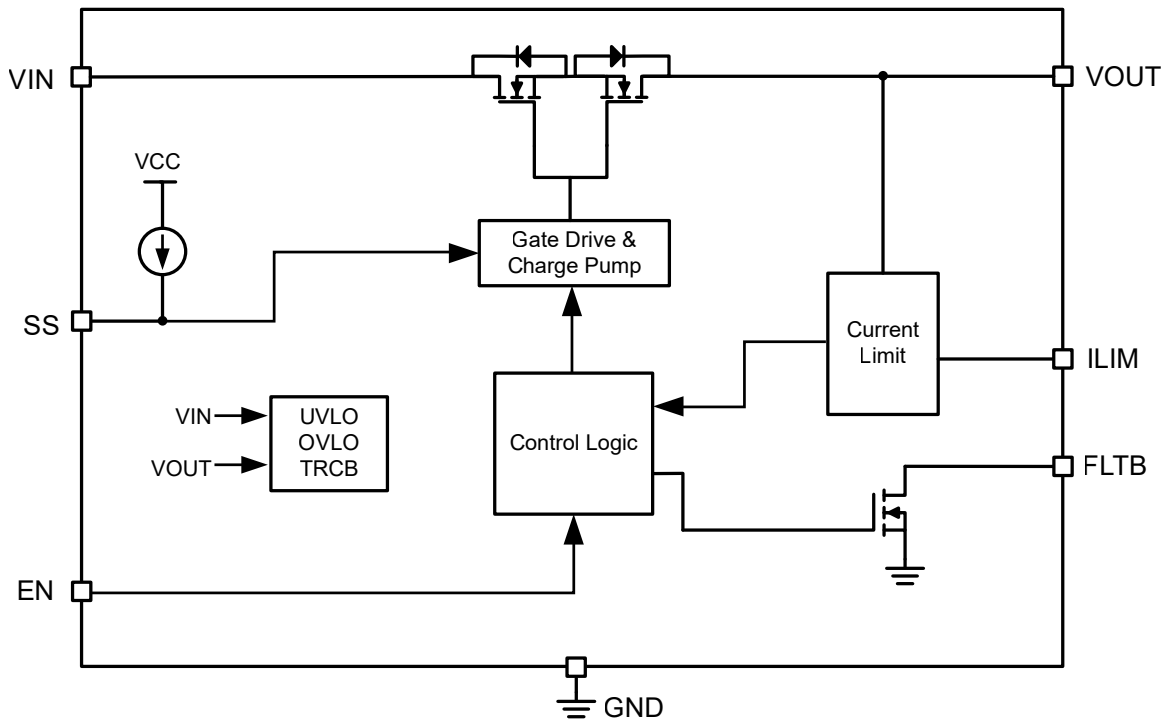 VIN
VOUT
VCC
Gate Drive &
Charge Pump
SS
Current
Limit
ILIM
VIN
UVLO
OVLO
VOUT
TRCB
Control Logic
FLTB
EN
GND